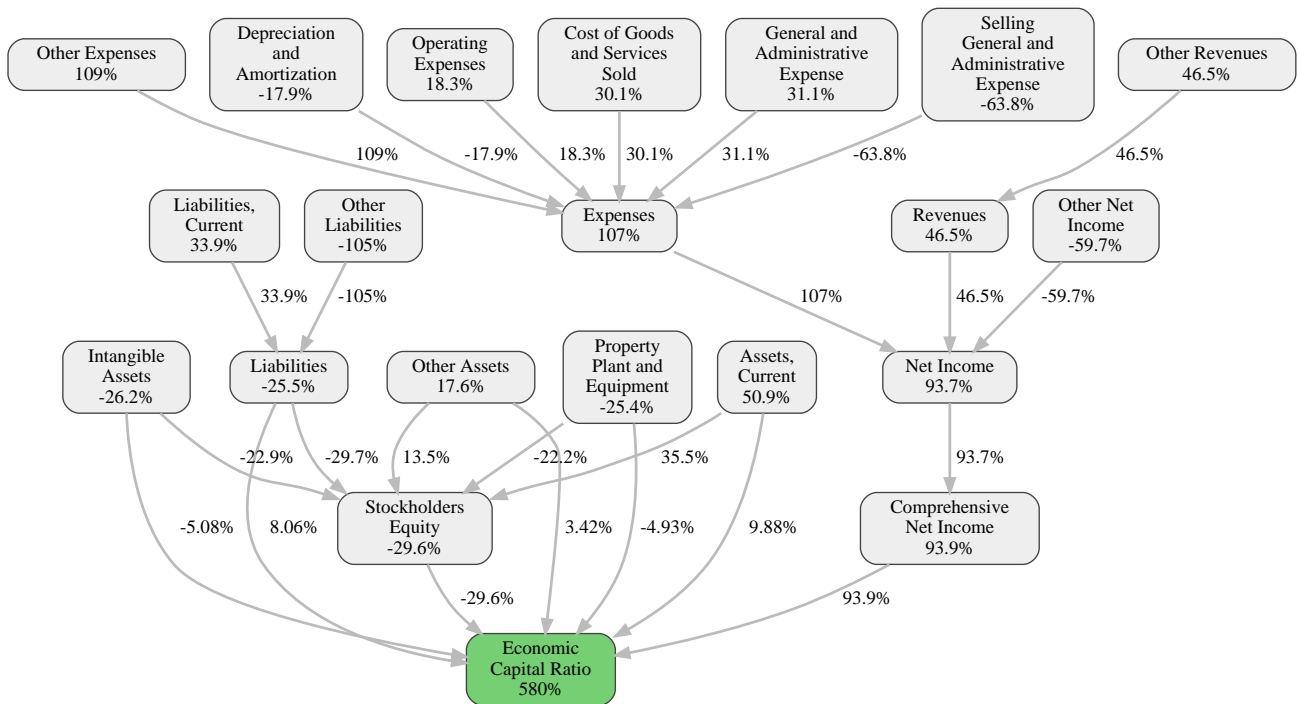 Other Expenses
109%
Depreciation
and
Amortization
-17.9%
Operating
Expenses
18.3%
Cost of Goods
and Services
Sold
30.1%
General and
Administrative
Expense
31.1%
Selling
General and
Administrative
Expense
-63.8%
Other Revenues
46.5%
109%
-17.9%
18.3%
30.1%
31.1%
-63.8%
46.5%
Liabilities,
Current
33.9%
Other
Liabilities
-105%
Expenses
107%
Revenues
46.5%
Other Net
Income
-59.7%
33.9%
-105%
107%
46.5%
-59.7%
Intangible
Assets
-26.2%
Liabilities
-25.5%
Other Assets
17.6%
Property
Plant and
Equipment
-25.4%
Assets,
Current
50.9%
Net Income
93.7%
-22.9%
-29.7%
13.5%
-22.2%
35.5%
93.7%
-5.08%
8.06%
Stockholders
Equity
-29.6%
3.42%
-4.93%
9.88%
Comprehensive
Net Income
93.9%
-29.6%
93.9%
Economic
Capital Ratio
580%